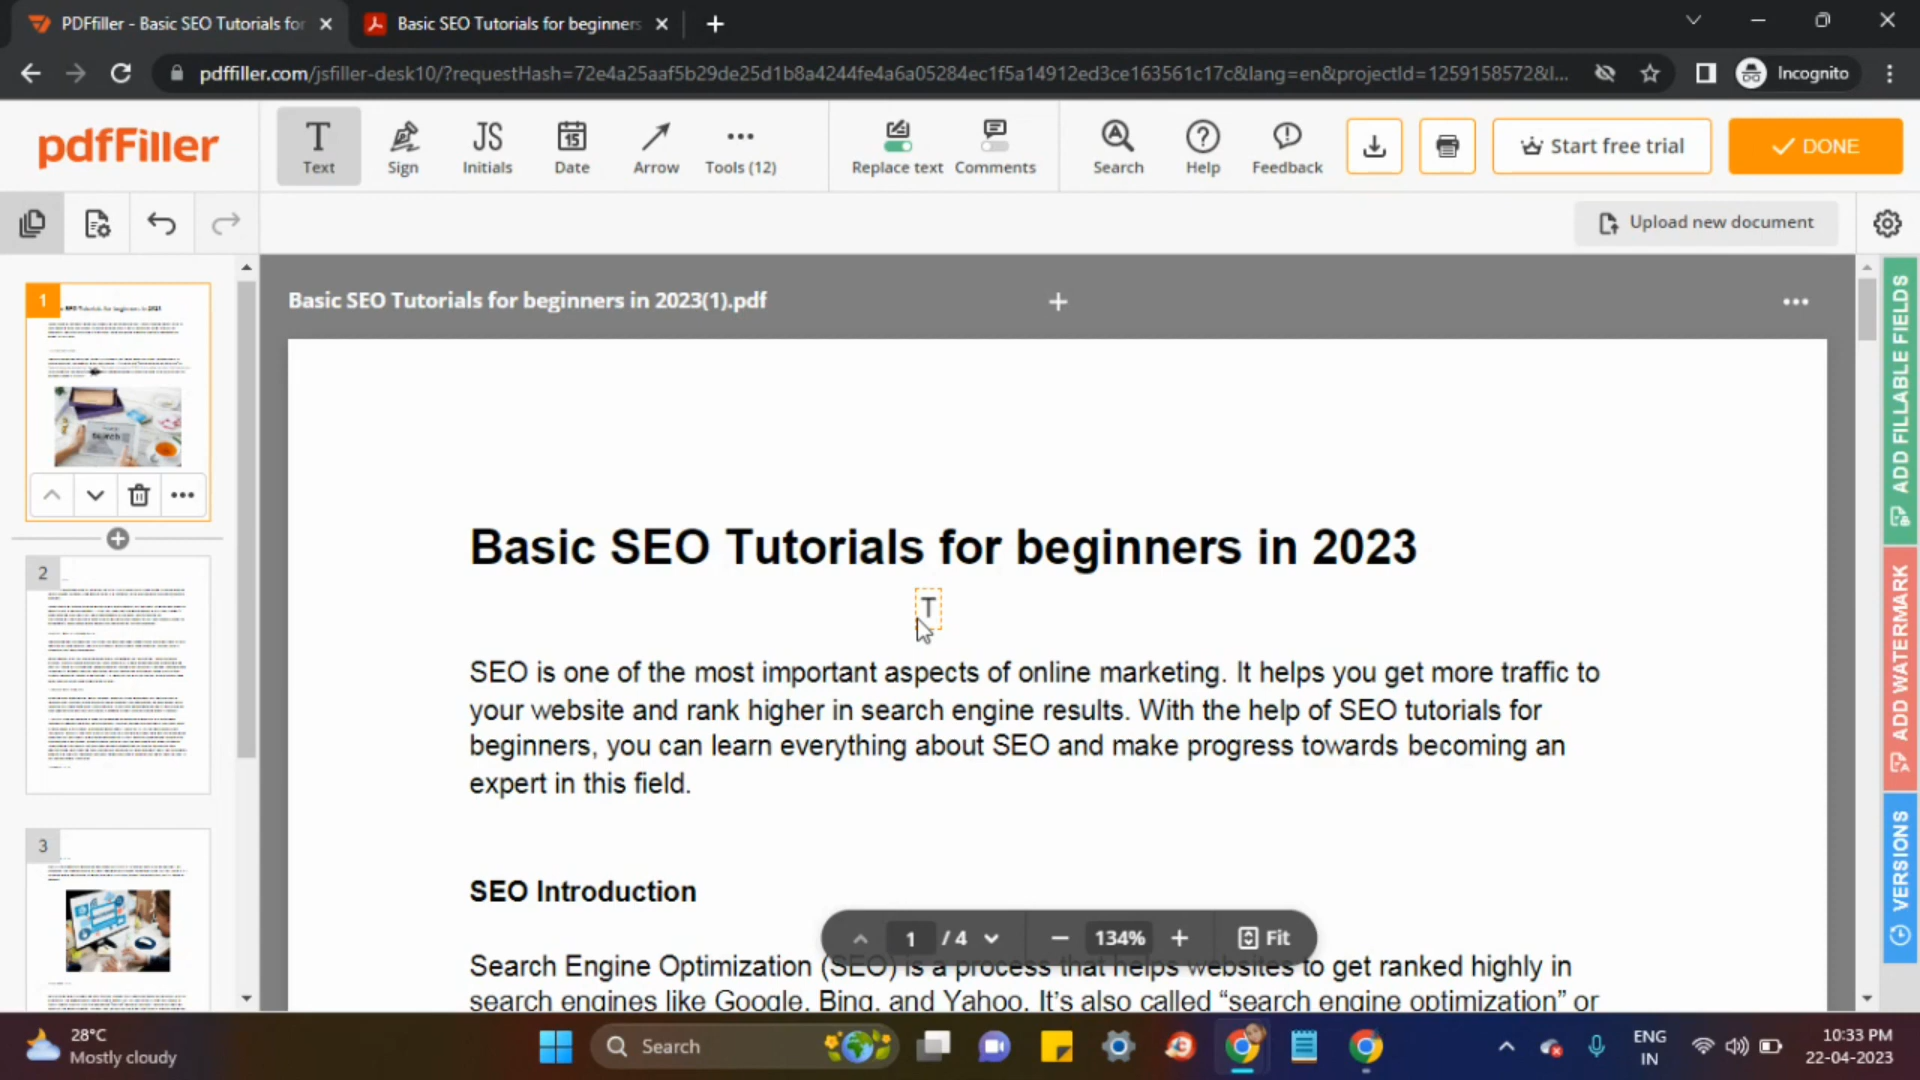 PDFfiller - Basic SEO Tutorials for
Basic SEO Tutorials for beginners
pdffiller.com/jsfiller-desk10/?requestHash=72e4a25aaf5b29de25d1b8a4244fe4a6a05284ec1f5a14912ed3ce163561c17c&lang=en&projectId=1259158572&l...
Incognito
pdfFiller
T
Text
Sign
JS
Initials
15
Date
Arrow
Tools (12)
Replace text
Comments
Search
Help
Feedback
Start free trial
DONE
Upload new document
1
Basic SEO Tutorials for beginners in 2023(1).pdf
ADD FILLABLE FIELDS
Basic SEO Tutorials for beginners in 2023
T
SEO is one of the most important aspects of online marketing. It helps you get more traffic to
your website and rank higher in search engine results. With the help of SEO tutorials for
beginners, you can learn everything about SEO and make progress towards becoming an
expert in this field.
search
2
ADD WATERMARK
3
VERSIONS
SEO Introduction
1 / 4
134%
Fit
Search Engine Optimization (SEO) is a process that helps websites to get ranked highly in
search engines like Google, Bing, and Yahoo. It’s also called “search engine optimization” or
28°C
Mostly cloudy
Search
ENG
IN
10:33 PM
22-04-2023